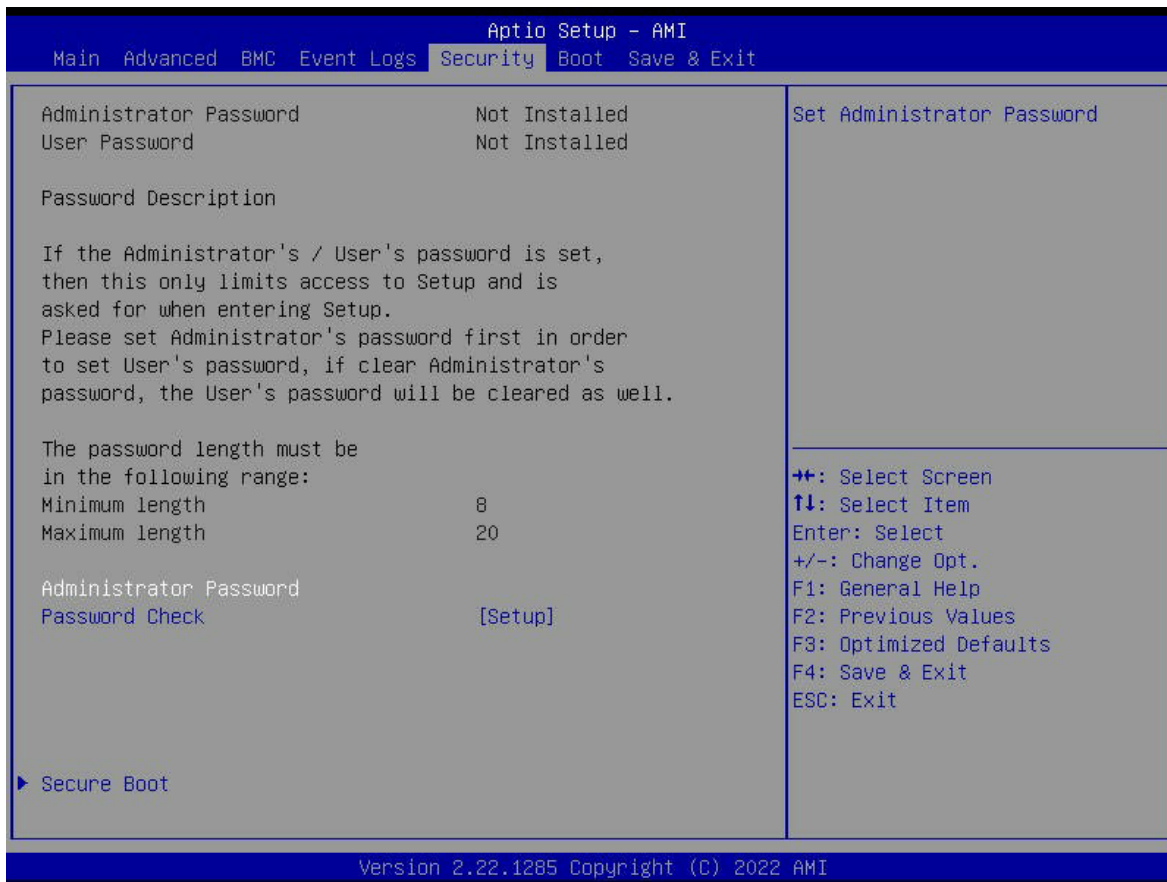 Aptio Setup – AMI
Main Advanced BMC Event Logs Security Boot Save & Exit
Administrator Password Not Installed
User Password Not Installed
Password Description
If the Administrator's / User's password is set,
then this only limits access to Setup and is
asked for when entering Setup.
Please set Administrator's password first in order
to set User's password, if clear Administrator's
password, the User's password will be cleared as well.
The password length must be
in the following range:
Minimum length 8
Maximum length 20
Administrator Password
Password Check [Setup]
Secure Boot
Set Administrator Password
→←: Select Screen
↑↓: Select Item
Enter: Select
+/-: Change Opt.
F1: General Help
F2: Previous Values
F3: Optimized Defaults
F4: Save & Exit
ESC: Exit
Version 2.22.1285 Copyright (C) 2022 AMI